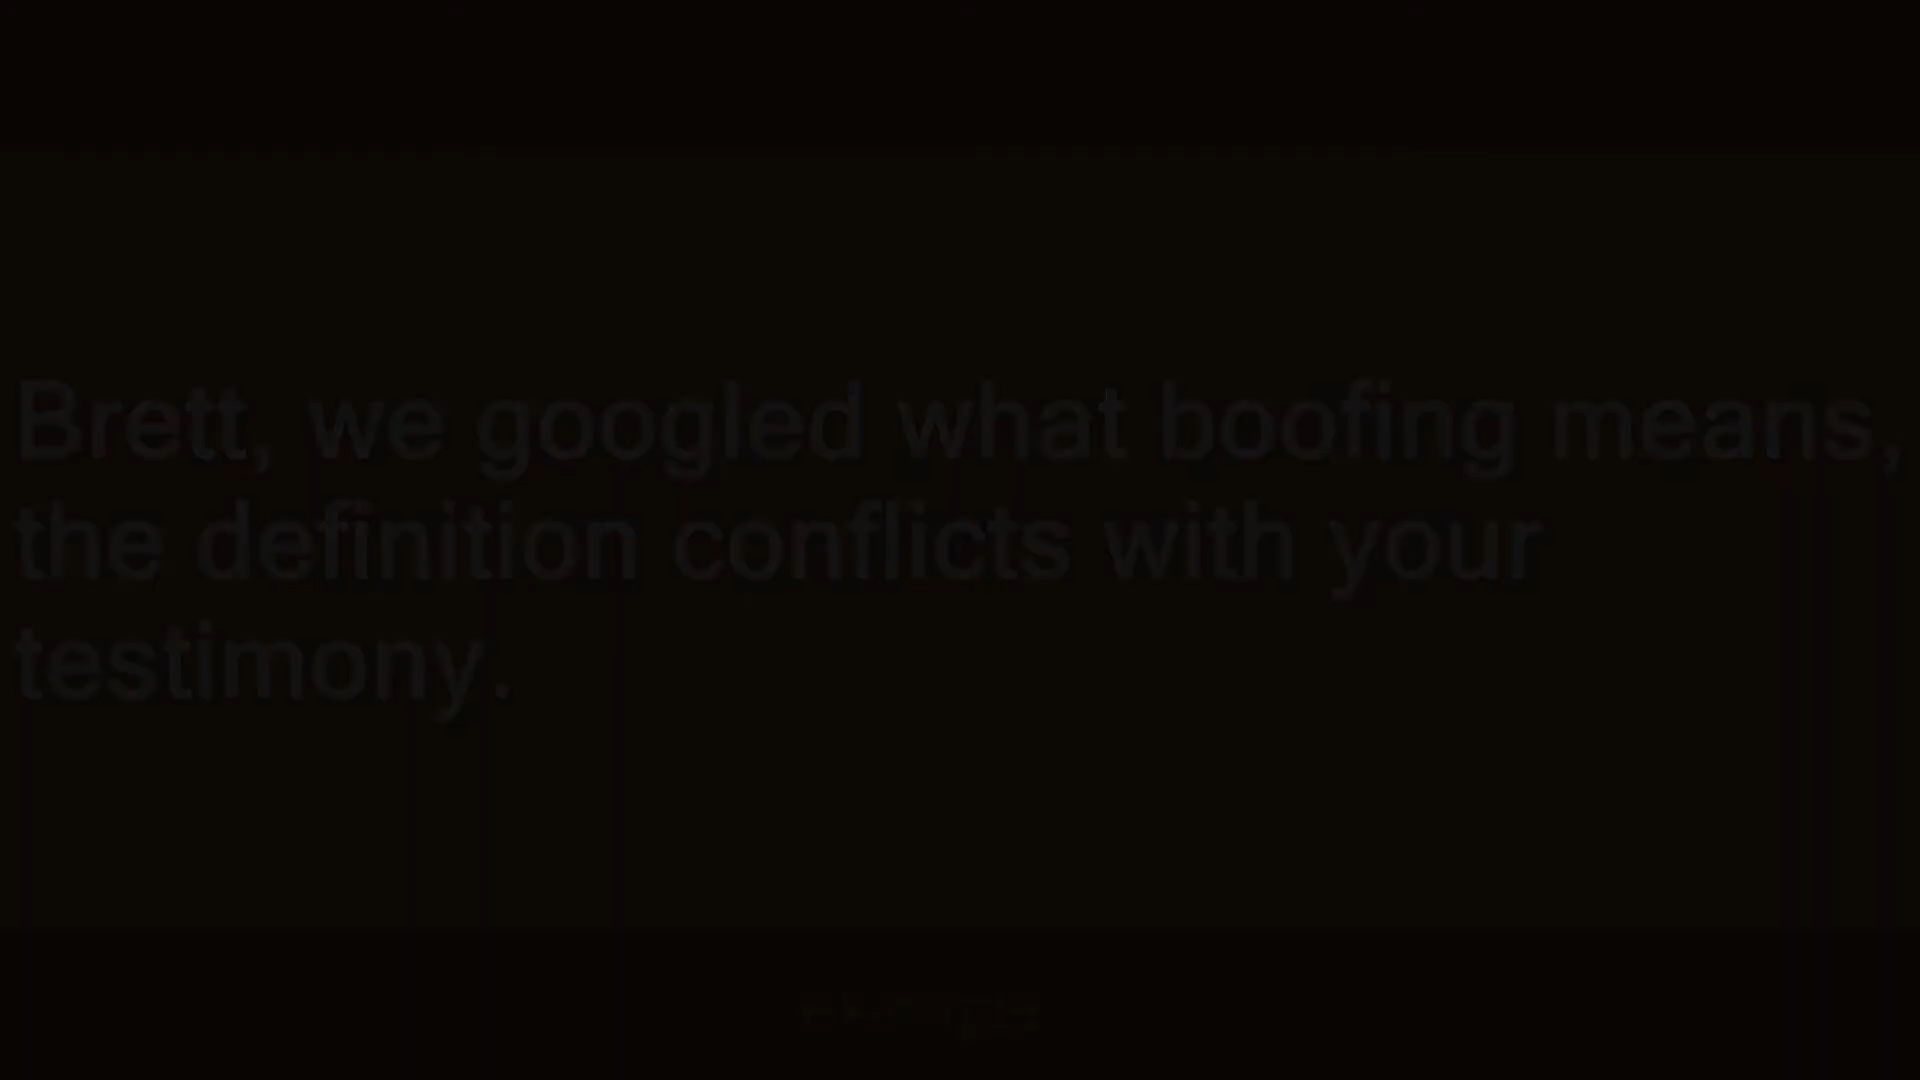 Brett, we googled what boofing means,
the definition conflicts with your
testimony.